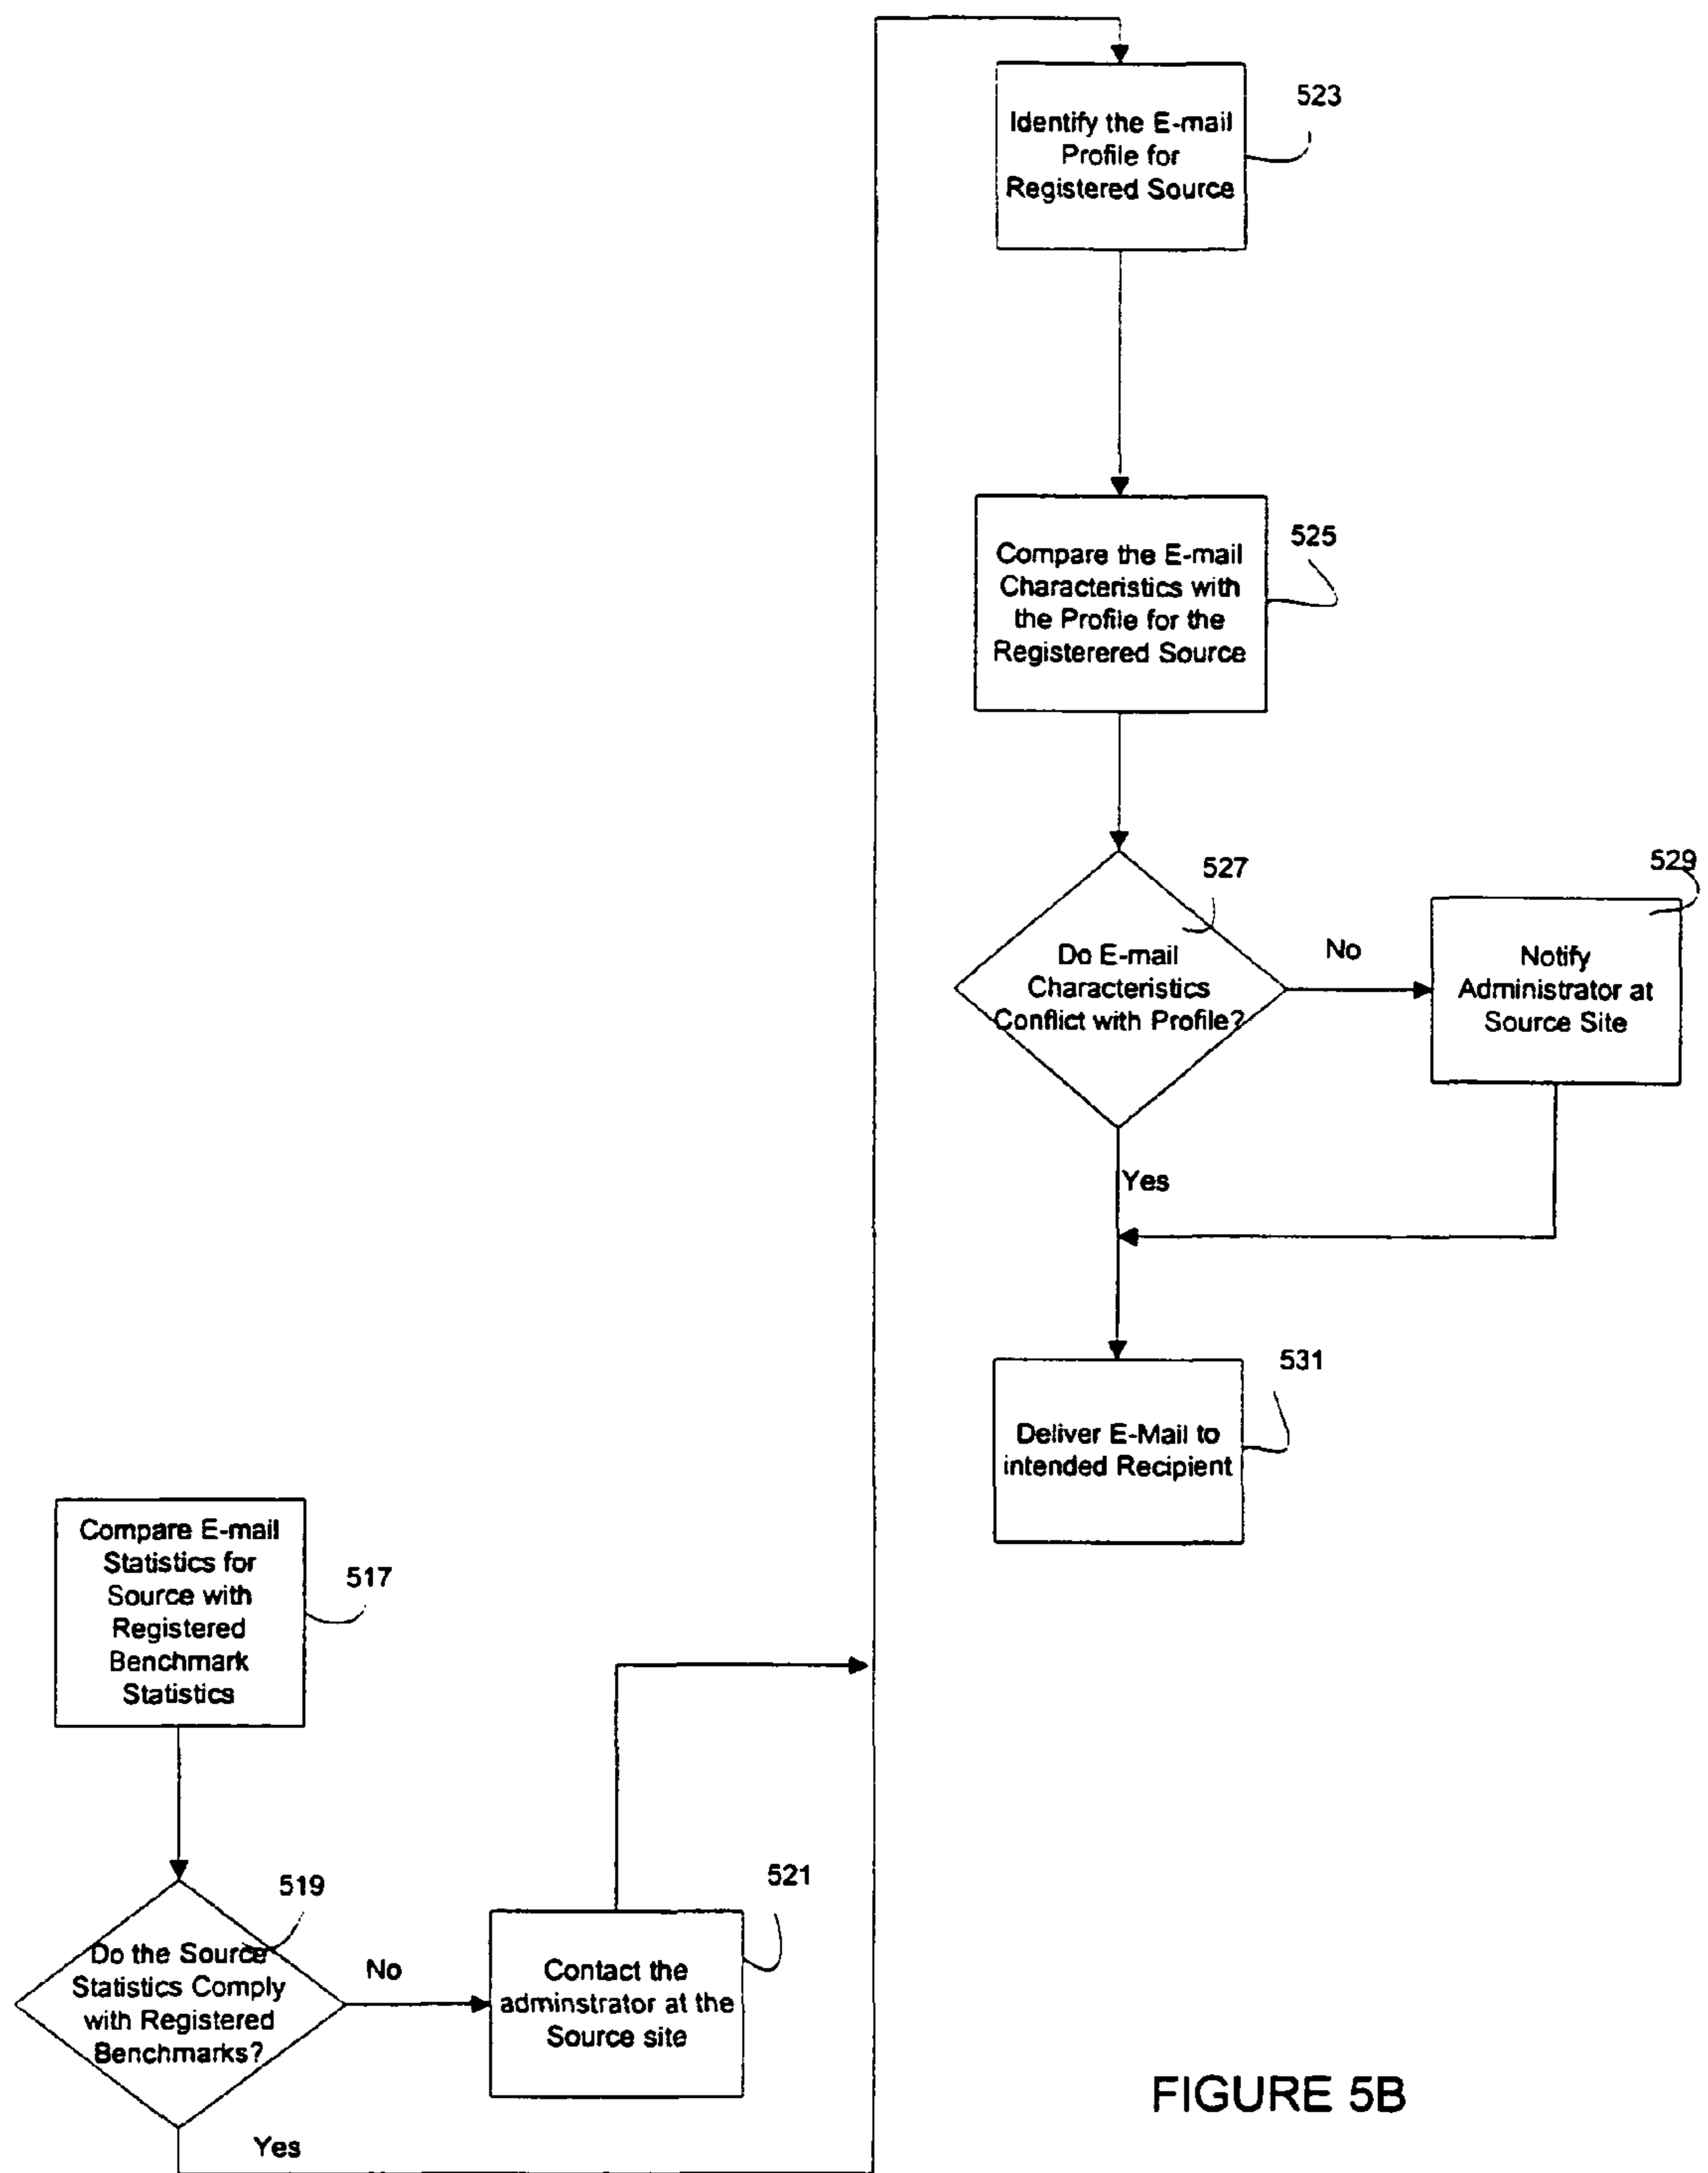 523
Identify the E-mail
Profile for
Registered Source
525
Compare the E-mail
Characteristics with
the Profile for the
Registerered Source
527
Do E-mail
Characteristics
Conflict with Profile?
No
529
Notify
Administrator at
Source Site
Yes
531
Deliver E-Mail to
intended Recipient
Compare E-mail
Statistics for
Source with
Registered
Benchmark
Statistics
517
519
Do the Source
Statistics Comply
with Registered
Benchmarks?
No
521
Contact the
adminstrator at the
Source site
Yes
FIGURE 5B